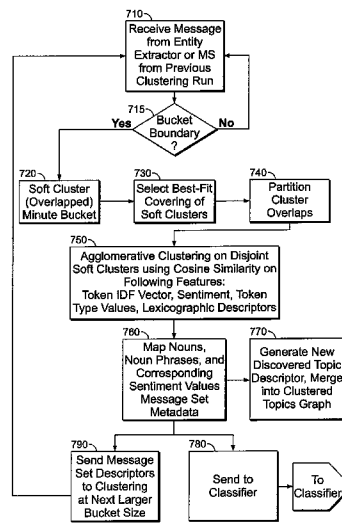 710
Receive Message
from Entity
Extractor or MS
from Previous
Clustering Run
715
Bucket
Boundary
?
Yes
No
720
Soft Cluster
(Overlapped)
Minute Bucket
730
Select Best-Fit
Covering of
Soft Clusters
740
Partition
Cluster
Overlaps
750
Agglomerative Clustering on Disjoint
Soft Clusters using Cosine Similarity on
Following Features:
Token IDF Vector, Sentiment, Token
Type Values, Lexicographic Descriptors
760
Map Nouns,
Noun Phrases, and
Corresponding
Sentiment Values
Message Set
Metadata
770
Generate New
Discovered Topic
Descriptor, Merge
into Clustered
Topics Graph
790
Send Message
Set Descriptors
to Clustering
at Next Larger
Bucket Size
780
Send to
Classifier
To
Classifier